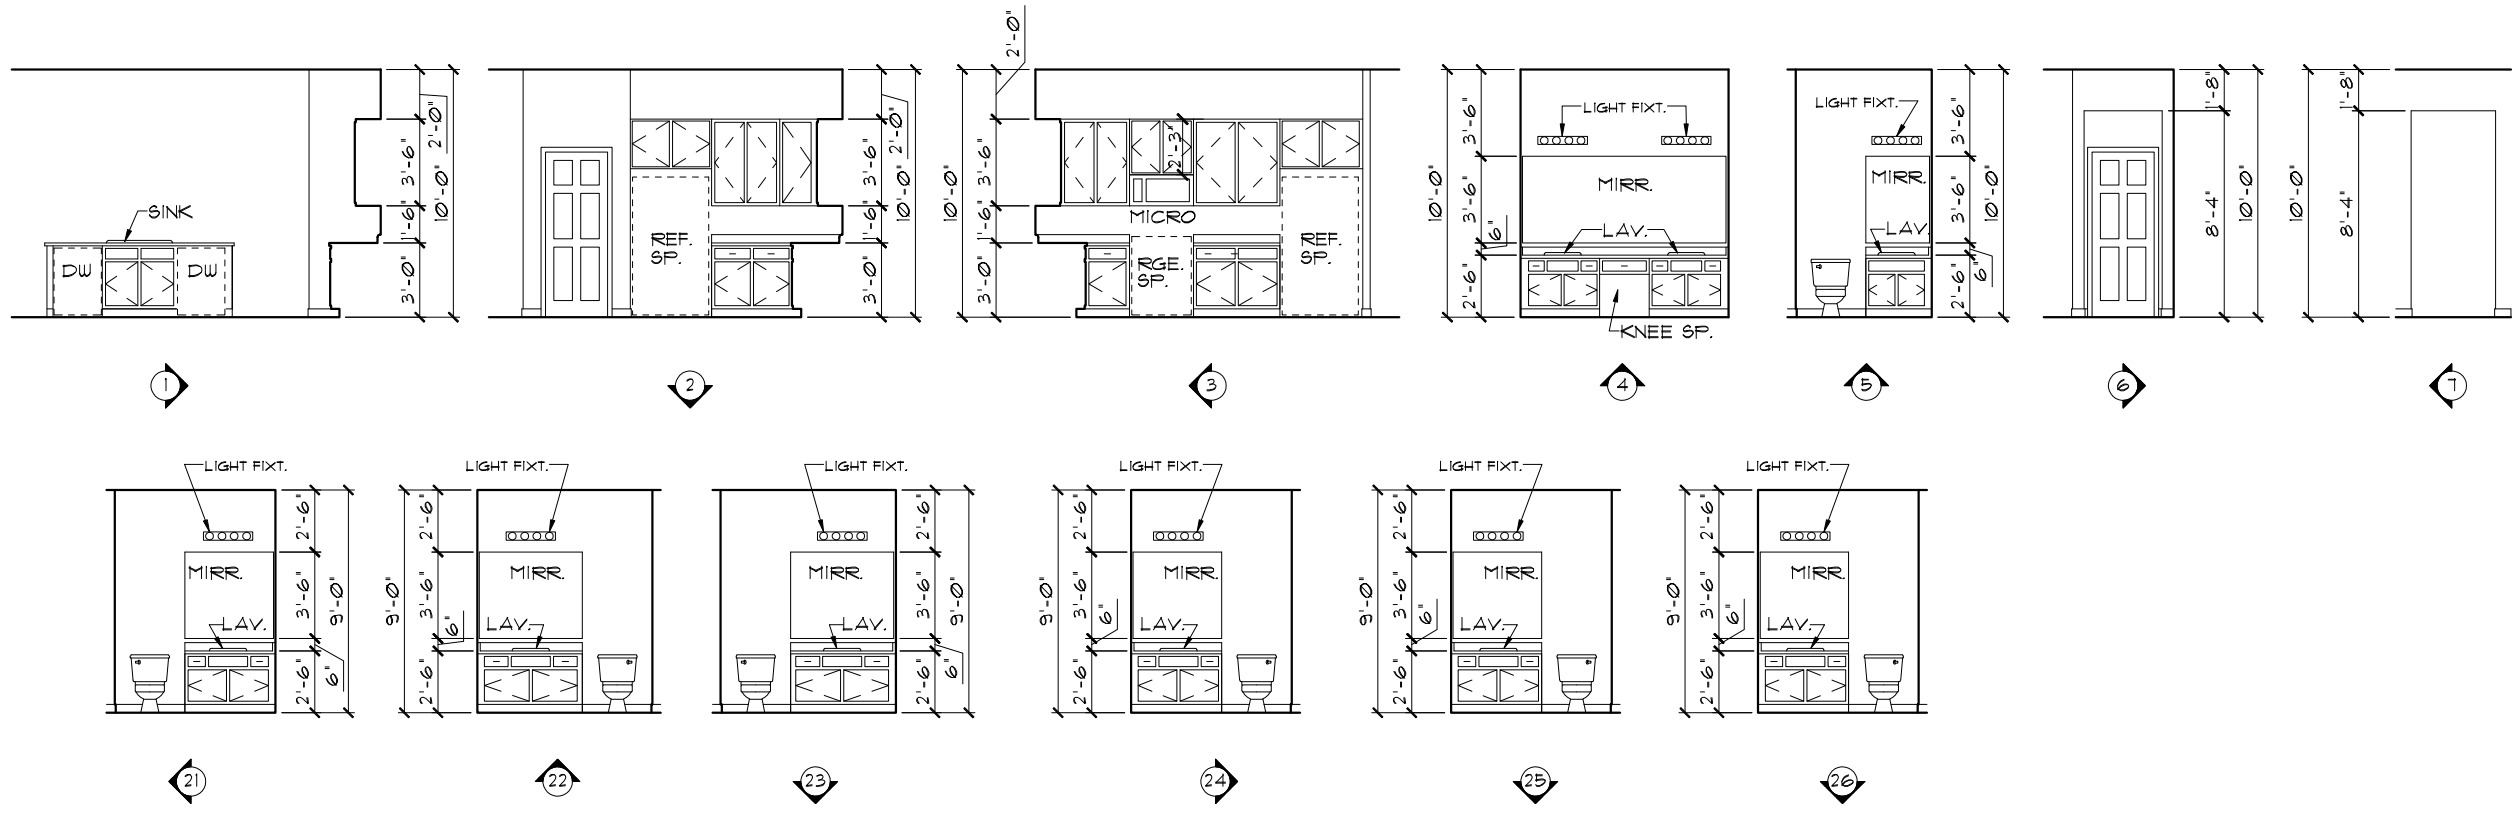 2'-0"
3'-6"
1'-6"
3'-0"
10'-0"
SINK
DW
DW
1
2'-0"
3'-6"
1'-6"
3'-0"
10'-0"
REF.
SP.
2
2'-0"
10'-0"
3'-6"
1'-6"
3'-0"
2'-3"
MICRO
RGE.
SP.
REF.
SP.
3
10'-0"
3'-6"
3'-6"
6"
2'-6"
LIGHT FIXT.
MIRR.
LAV.
KNEE SP.
4
LIGHT FIXT.
MIRR.
LAV.
3'-6"
3'-6"
6"
2'-6"
10'-0"
5
1'-8"
8'-4"
10'-0"
6
10'-0"
1'-8"
8'-4"
7
LIGHT FIXT.
MIRR.
LAV.
2'-6"
3'-6"
6"
2'-6"
9'-0"
21
LIGHT FIXT.
9'-0"
2'-6"
3'-6"
6"
2'-6"
MIRR.
LAV.
22
LIGHT FIXT.
MIRR.
LAV.
2'-6"
3'-6"
6"
2'-6"
9'-0"
23
LIGHT FIXT.
9'-0"
2'-6"
3'-6"
6"
2'-6"
MIRR.
LAV.
24
LIGHT FIXT.
9'-0"
2'-6"
3'-6"
6"
2'-6"
MIRR.
LAV.
25
LIGHT FIXT.
9'-0"
2'-6"
3'-6"
6"
2'-6"
MIRR.
LAV.
26